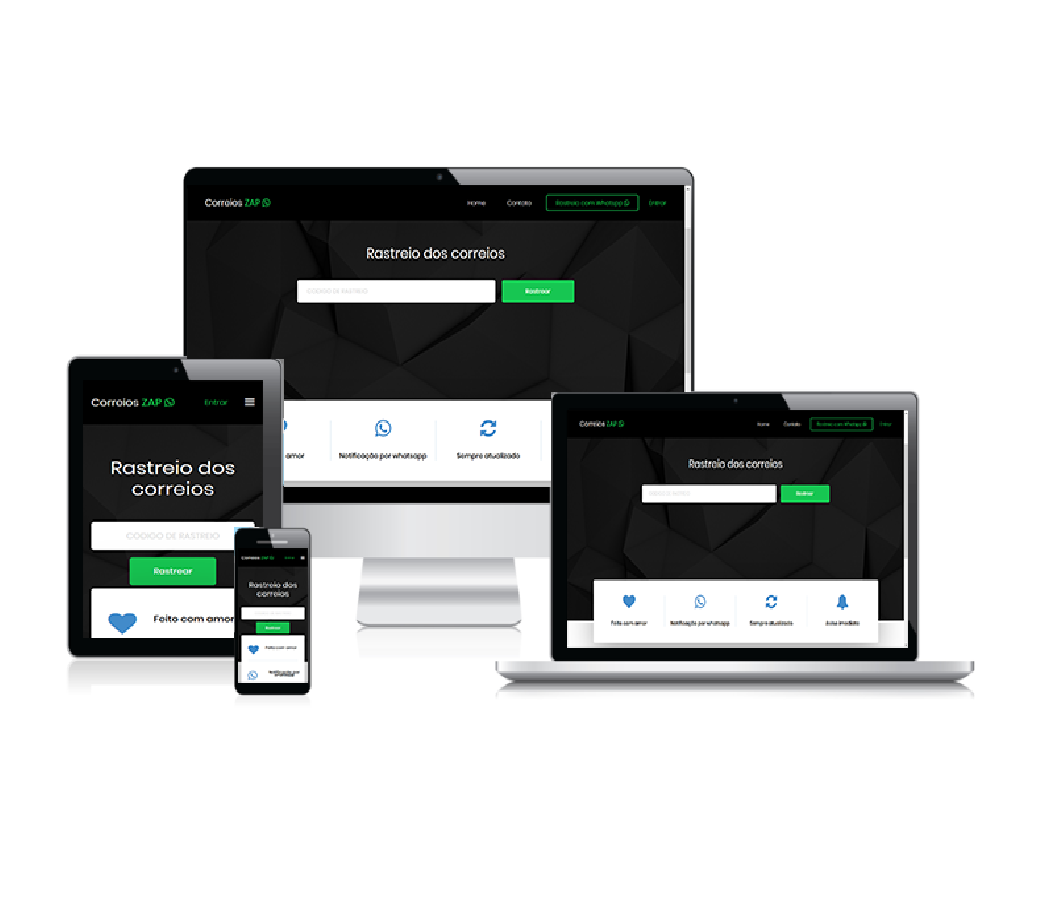 Correios ZAP
Home
Contato
Rastreio com Whatsapp
Entrar
Rastreio dos correios
CODIGO DE RASTREIO
Rastrear
amor
Notificação por whatsapp
Sempre atualizado
Correios ZAP
Entrar
Rastreio dos
correios
CODIGO DE RASTREIO
Rastrear
Feito com amor
Correios ZAP
Rastreio dos
correios
Rastrear
Feito com amor
Notificação por
whatsapp
Correios ZAP
Home
Contato
Rastreio com Whatsapp
Entrar
Rastreio dos correios
Rastrear
Feito com amor
Notificação por whatsapp
Sempre atualizado
Aviso imediato